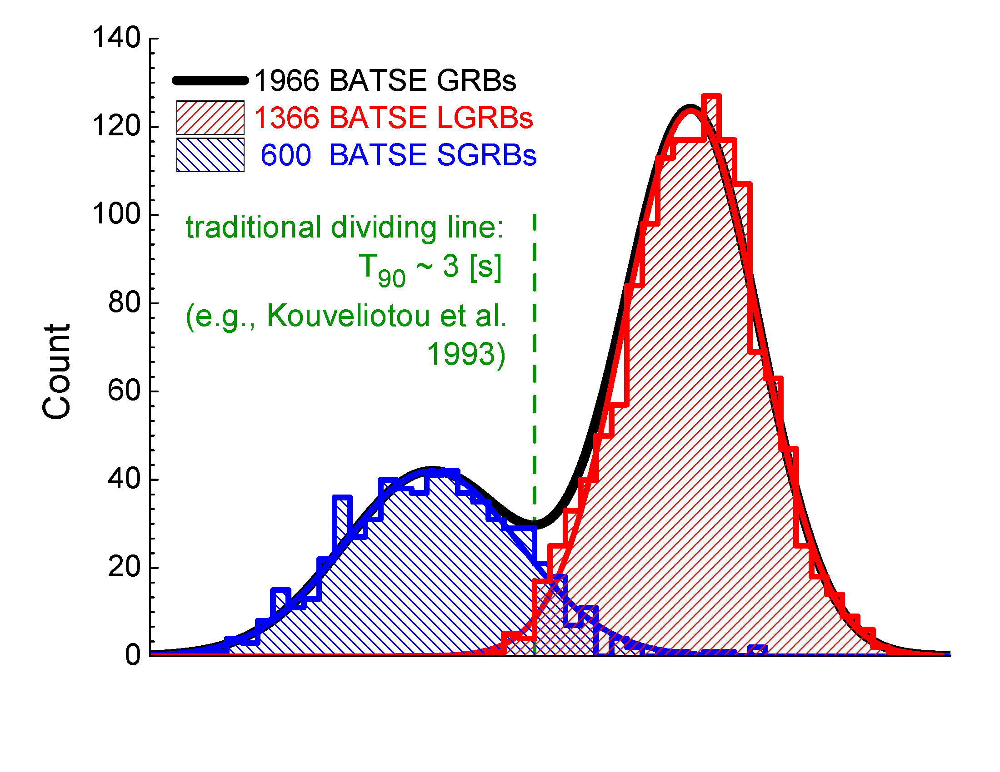 140
120
100
80
60
40
20
0
Count
1966 BATSE GRBs
1366 BATSE LGRBs
600 BATSE SGRBs
traditional dividing line:
T90 ~ 3 [s]
(e.g., Kouveliotou et al.
1993)